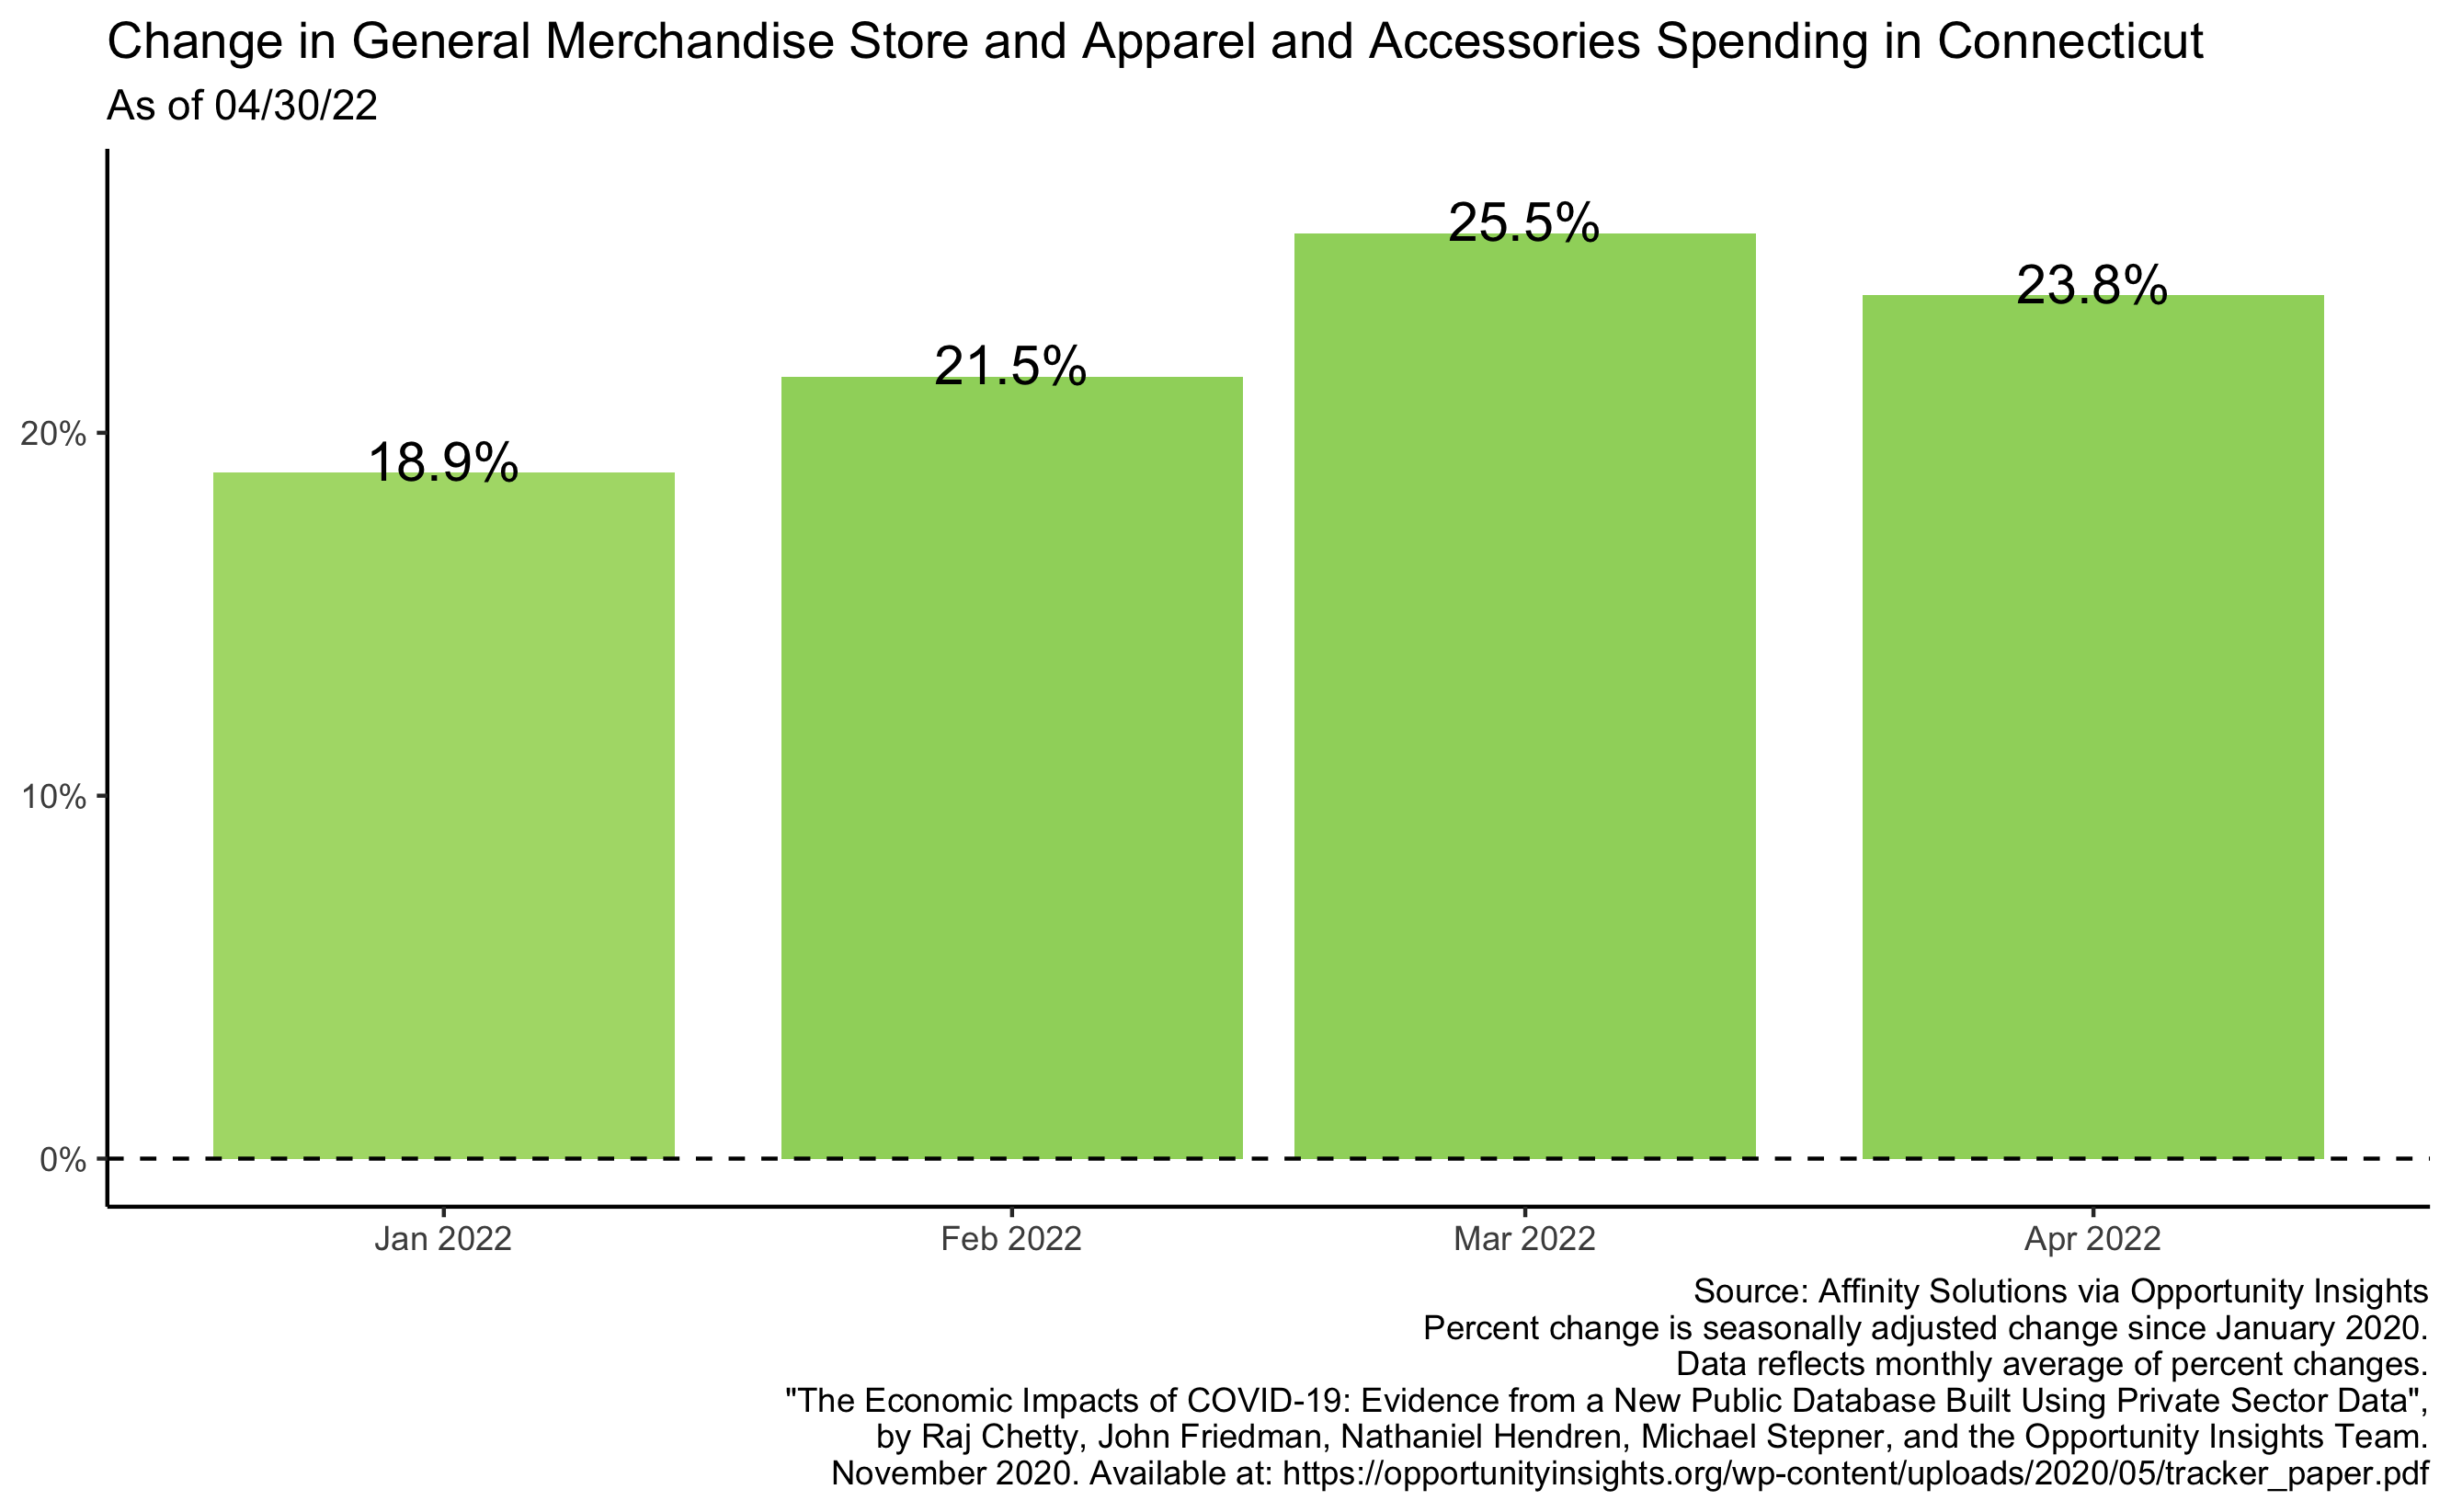 Change in General Merchandise Store and Apparel and Accessories Spending in Connecticut
As of 04/30/22
25.5%
23.8%
21.5%
20%
18.9%
10%
0%
Jan 2022
Feb 2022
Mar 2022
Apr 2022
Source: Affinity Solutions via Opportunity Insights
Percent change is seasonally adjusted change since January 2020.
Data reflects monthly average of percent changes.
"The Economic Impacts of COVID-19: Evidence from a New Public Database Built Using Private Sector Data",
by Raj Chetty, John Friedman, Nathaniel Hendren, Michael Stepner, and the Opportunity Insights Team.
November 2020. Available at: https://opportunityinsights.org/wp-content/uploads/2020/05/tracker_paper.pdf